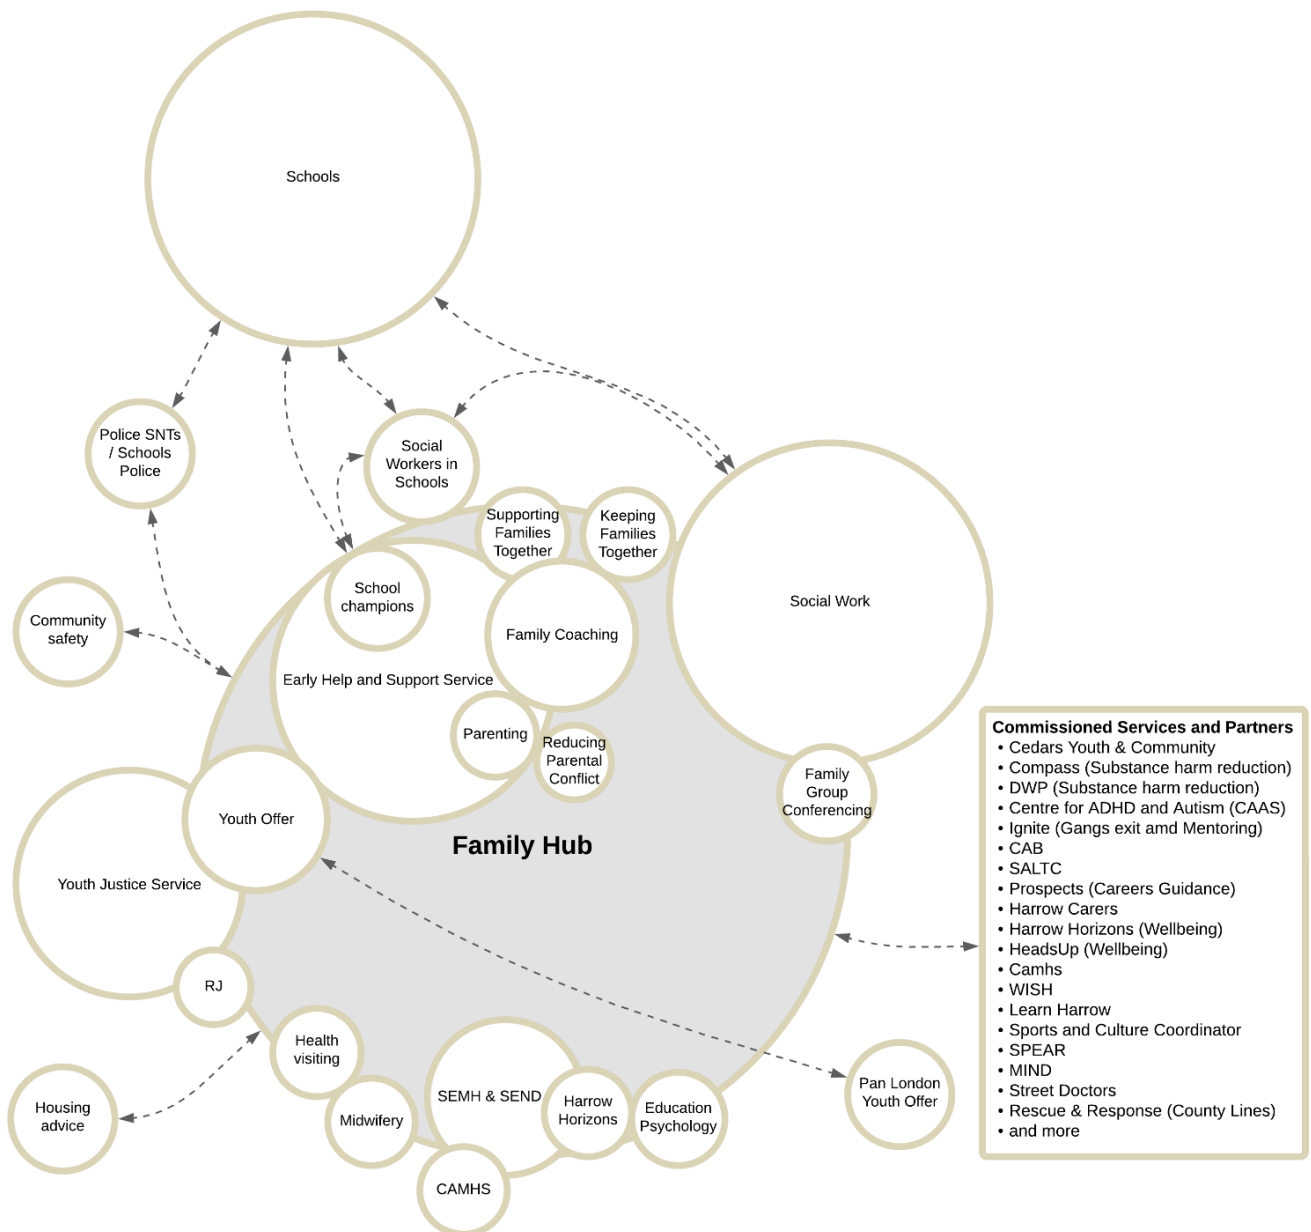 Schools
Police SNTs
/ Schools
Police
Social
Workers in
Schools
Supporting
Families
Together
Keeping
Families
Together
School
champions
Community
safety
Social Work
Family Coaching
Early Help and Support Service
Parenting
Reducing
Parental
Conflict
Family
Group
Conferencing
Youth Offer
Family Hub
Youth Justice Service
RJ
Health
visiting
Midwifery
SEMH & SEND
Harrow
Horizons
Education
Psychology
CAMHS
Housing
advice
Pan London
Youth Offer
Commissioned Services and Partners
• Cedars Youth & Community
• Compass (Substance harm reduction)
• DWP (Substance harm reduction)
• Centre for ADHD and Autism (CAAS)
• Ignite (Gangs exit amd Mentoring)
• CAB
• SALTC
• Prospects (Careers Guidance)
• Harrow Carers
• Harrow Horizons (Wellbeing)
• HeadsUp (Wellbeing)
• Camhs
• WISH
• Learn Harrow
• Sports and Culture Coordinator
• SPEAR
• MIND
• Street Doctors
• Rescue & Response (County Lines)
• and more